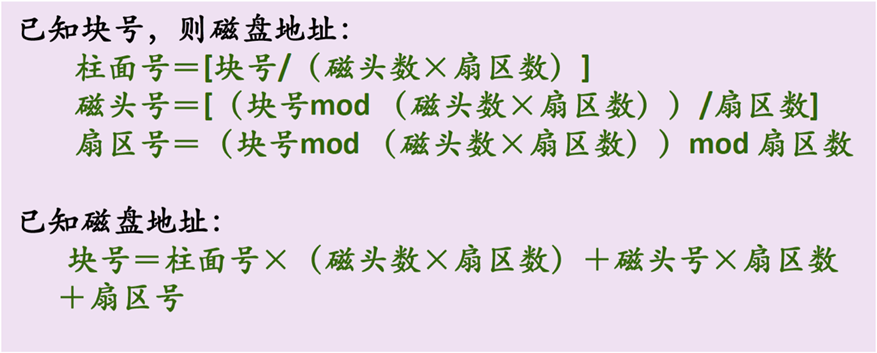 已知块号，则磁盘地址：
柱面号＝[块号/（磁头数×扇区数）]
磁头号＝[（块号mod（磁头数×扇区数））/扇区数]
扇区号＝（块号mod（磁头数×扇区数））mod 扇区数
已知磁盘地址：
块号＝柱面号×（磁头数×扇区数）＋磁头号×扇区数
＋扇区号